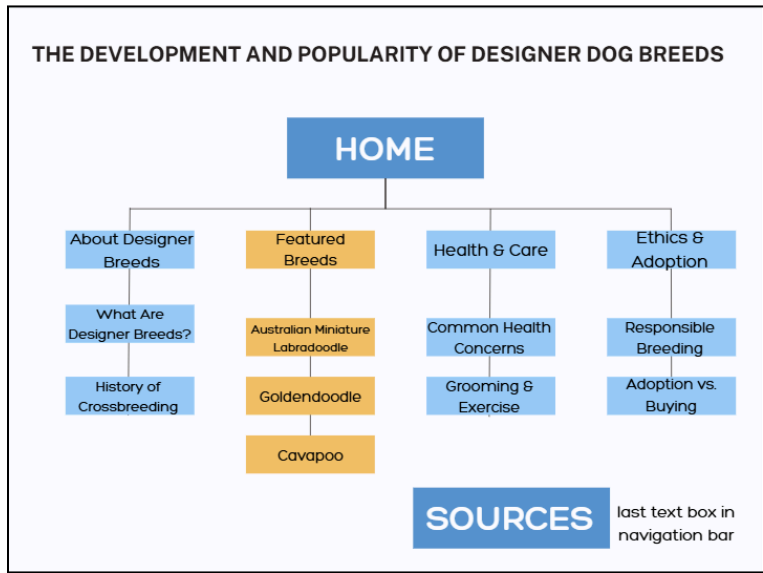 THE DEVELOPMENT AND POPULARITY OF DESIGNER DOG BREEDS
HOME
About Designer
Breeds
Featured
Breeds
Health & Care
Ethics &
Adoption
What Are
Designer Breeds?
Australian Miniature
Labradoodle
Common Health
Concerns
Responsible
Breeding
History of
Crossbreeding
Goldendoodle
Grooming &
Exercise
Adoption vs.
Buying
Cavapoo
SOURCES
last text box in
navigation bar